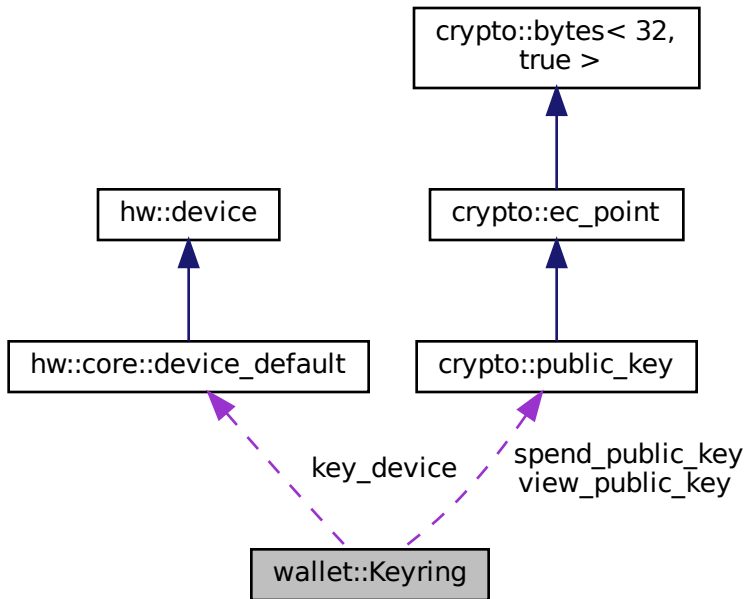 crypto::bytes< 32,
true >
hw::device
crypto::ec_point
hw::core::device_default
crypto::public_key
key_device
spend_public_key
view_public_key
wallet::Keyring